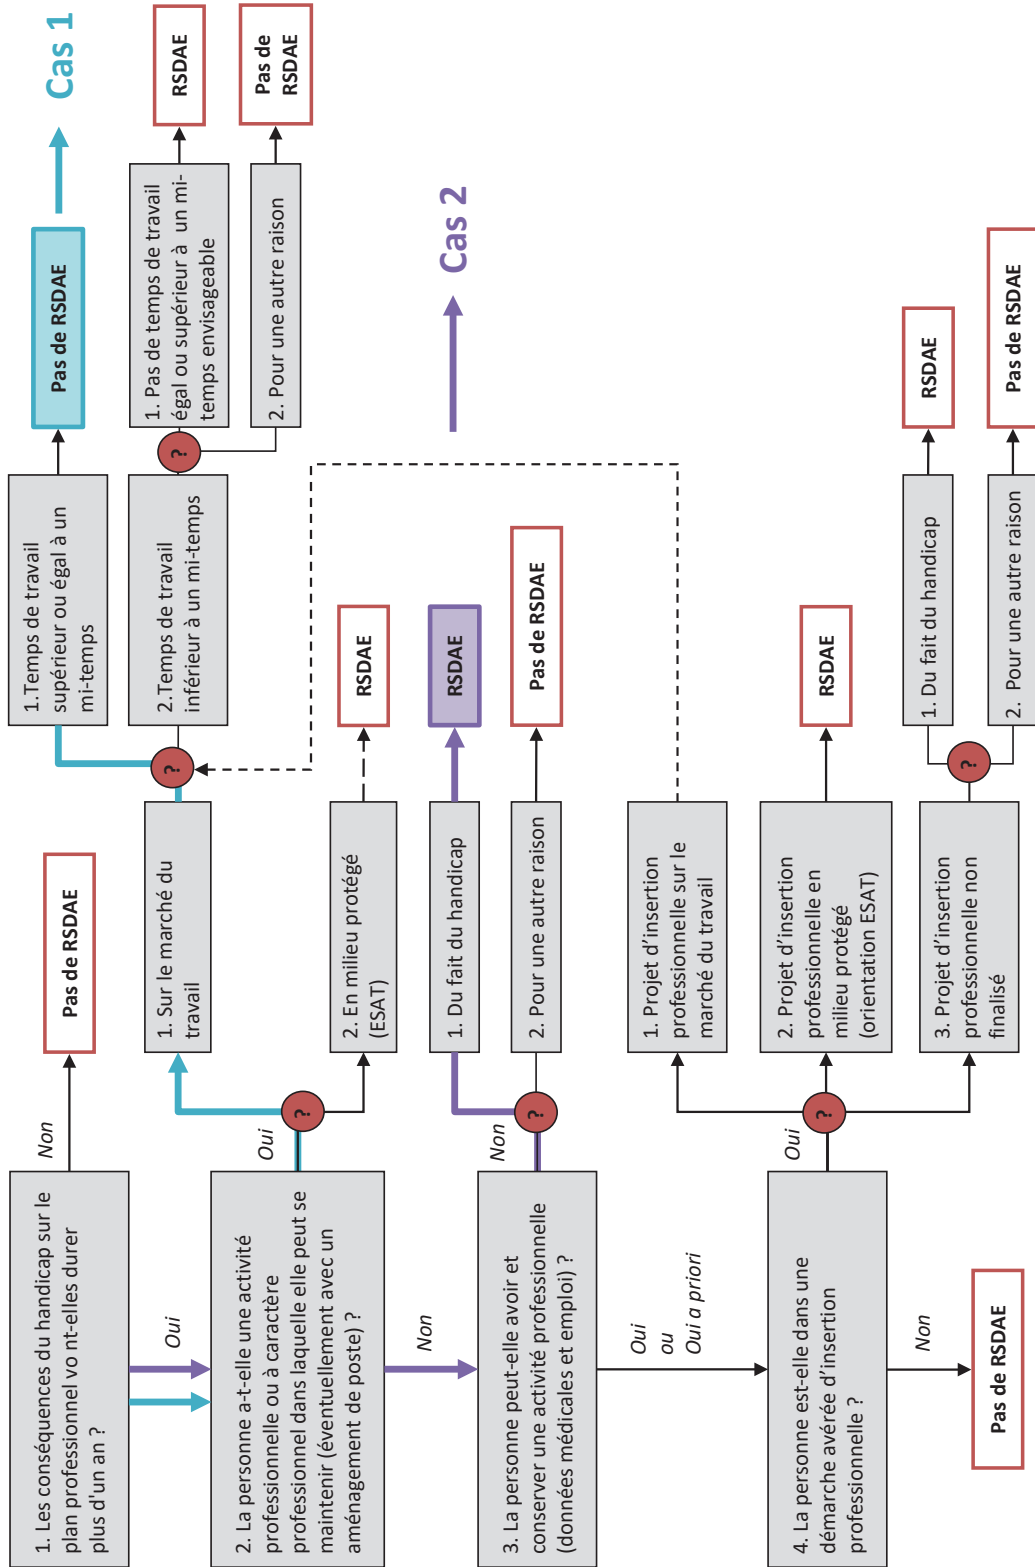 1. Les conséquences du handicap sur le
plan professionnel vo nt-elles durer
plus d'un an ?
Non
Pas de RSDAE
Oui
2. La personne a-t-elle une activité
professionnelle ou à caractère
professionnel dans laquelle elle peut se
maintenir (éventuellement avec un
aménagement de poste) ?
Oui
?
1. Sur le marché du
travail
?
1.Temps de travail
supérieur ou égal à un
mi-temps
Pas de RSDAE
Cas 1
2.Temps de travail
inférieur à un mi-temps
?
1. Pas de temps de travail
égal ou supérieur à un mi-
temps envisageable
RSDAE
2. Pour une autre raison
Pas de
RSDAE
2. En milieu protégé
(ESAT)
RSDAE
Non
3. La personne peut-elle avoir et
conserver une activité professionnelle
(données médicales et emploi) ?
Non
?
1. Du fait du handicap
RSDAE
Cas 2
2. Pour une autre raison
Pas de RSDAE
Oui
ou
Oui a priori
4. La personne est-elle dans une
démarche avérée d'insertion
professionnelle ?
Oui
?
1. Projet d'insertion
professionnelle sur le
marché du travail
2. Projet d'insertion
professionnelle en
milieu protégé
(orientation ESAT)
RSDAE
3. Projet d'insertion
professionnelle non
finalisé
?
1. Du fait du handicap
RSDAE
2. Pour une autre raison
Pas de RSDAE
Non
Pas de RSDAE